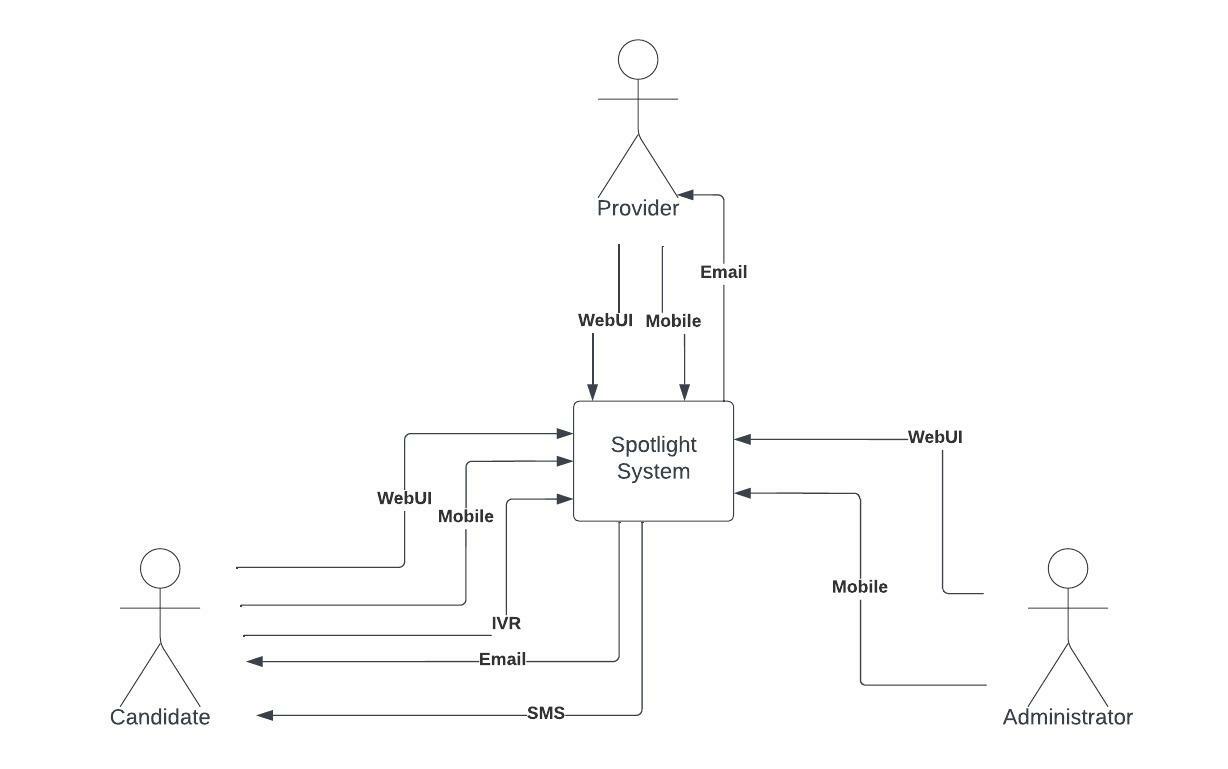 Provider
Email
WebUI
Mobile
Spotlight
System
WebUI
WebUI
Mobile
Mobile
IVR
Email
SMS
Candidate
Administrator